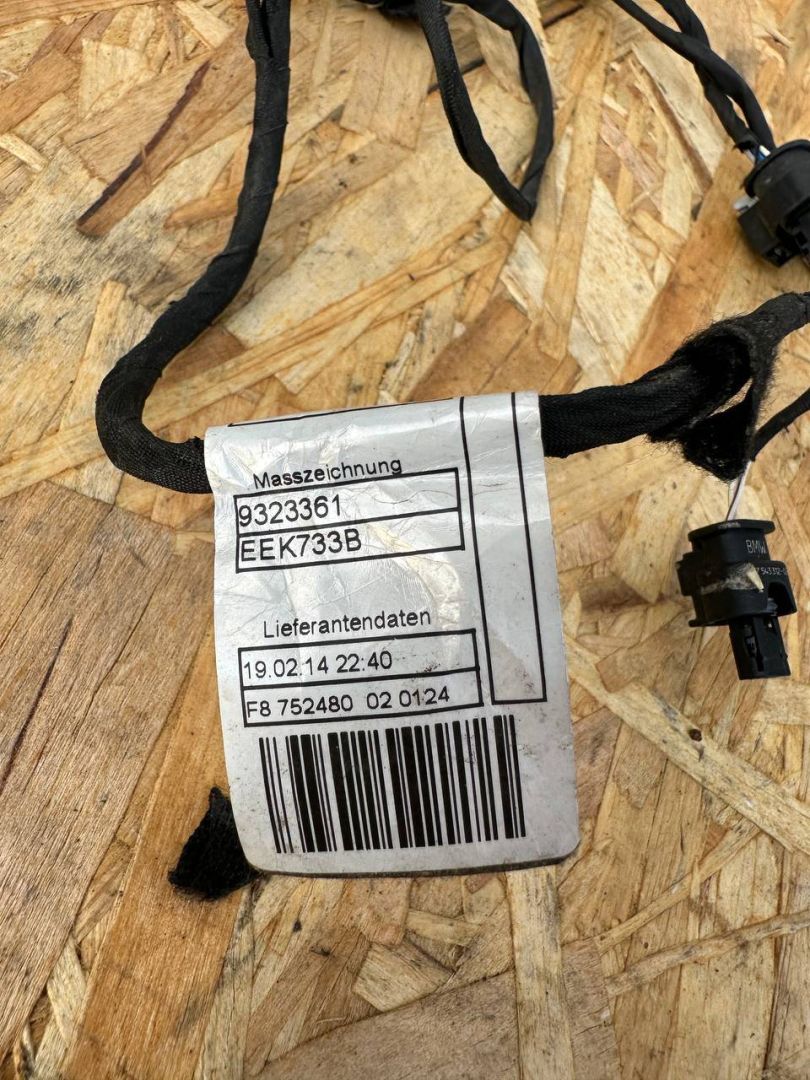 Masszeichnung
9323361
EEK733B
Lieferantendaten
19.02.14 22:40
F8 752480 02 0124
BMW